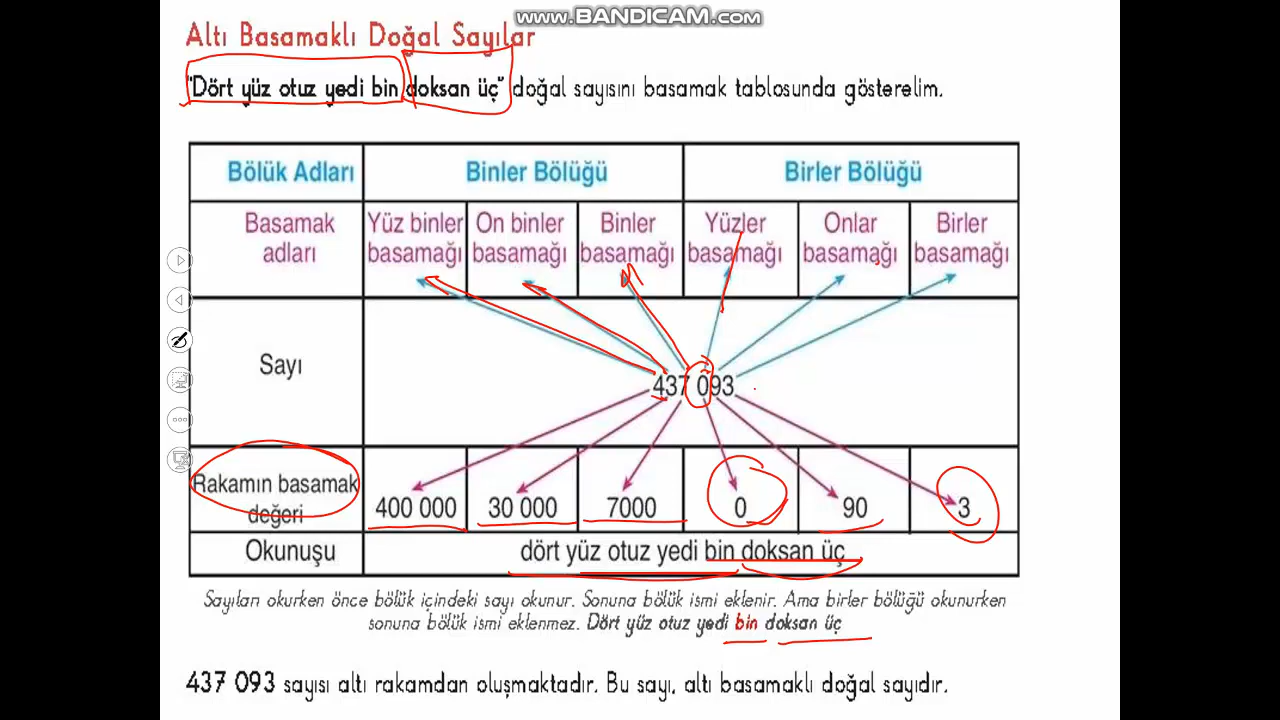 www.BANDICAM.com
Altı Basamaklı Doğal Sayılar
"Dört yüz otuz yedi bin doksan üç" doğal sayısını basamak tablosunda gösterelim.
Bölük Adları Binler Bölüğü Birler Bölüğü
Basamak adları Yüz binler basamağı On binler basamağı Binler basamağı Yüzler basamağı Onlar basamağı Birler basamağı
Sayı 437 093
Rakamın basamak değeri 400 000 30 000 7000 0 90 3
Okunuşu dört yüz otuz yedi bin doksan üç
Sayıları okurken önce bölük içindeki sayı okunur. Sonuna bölük ismi eklenir. Ama birler bölüğü okunurken
sonuna bölük ismi eklenmez. Dört yüz otuz yedi bin doksan üç
437 093 sayısı altı rakamdan oluşmaktadır. Bu sayı, altı basamaklı doğal sayıdır.